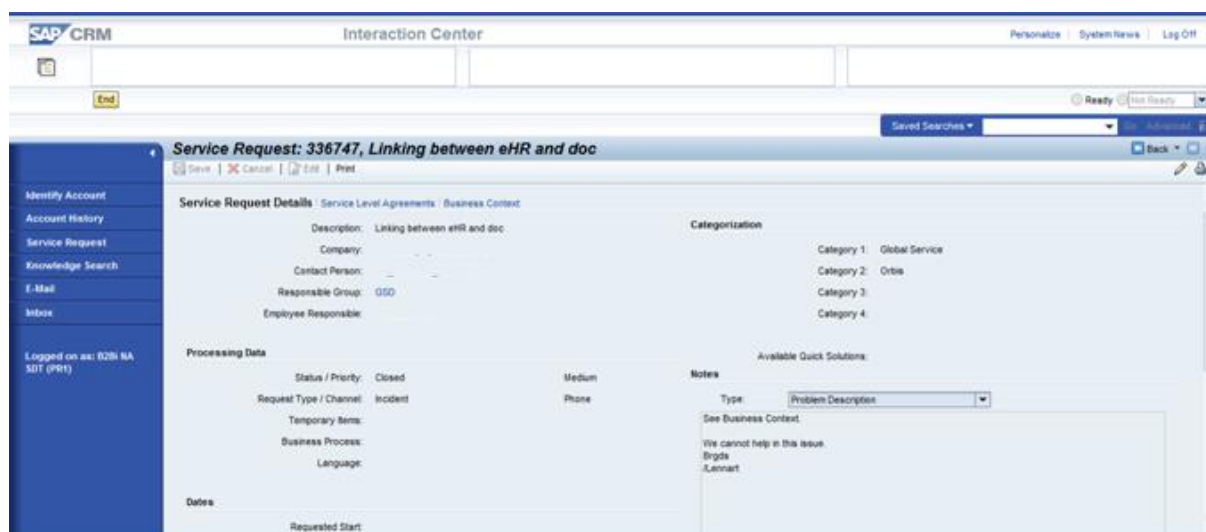 SAP CRM
Interaction Center
Personalize System News Log Off
End
Ready Not Ready
Saved Searches Go Advanced
Service Request: 336747, Linking between eHR and doc
Back
Save Cancel Edit Print
Identify Account
Account History
Service Request
Knowledge Search
E-Mail
Inbox
Logged on as: B2Bi NA
SDT (PR1)
Service Request Details Service Level Agreements Business Context
Description: Linking between eHR and doc
Company:
Contact Person:
Responsible Group: GSD
Employee Responsible:
Categorization
Category 1: Global Service
Category 2: Orbis
Category 3:
Category 4:
Available Quick Solutions:
Processing Data
Status / Priority: Closed Medium
Request Type / Channel: Incident Phone
Temporary Items:
Business Process:
Language:
Notes
Type: Problem Description
See Business Context.
We cannot help in this issue.
Brgds
/Lennart
Dates
Requested Start: